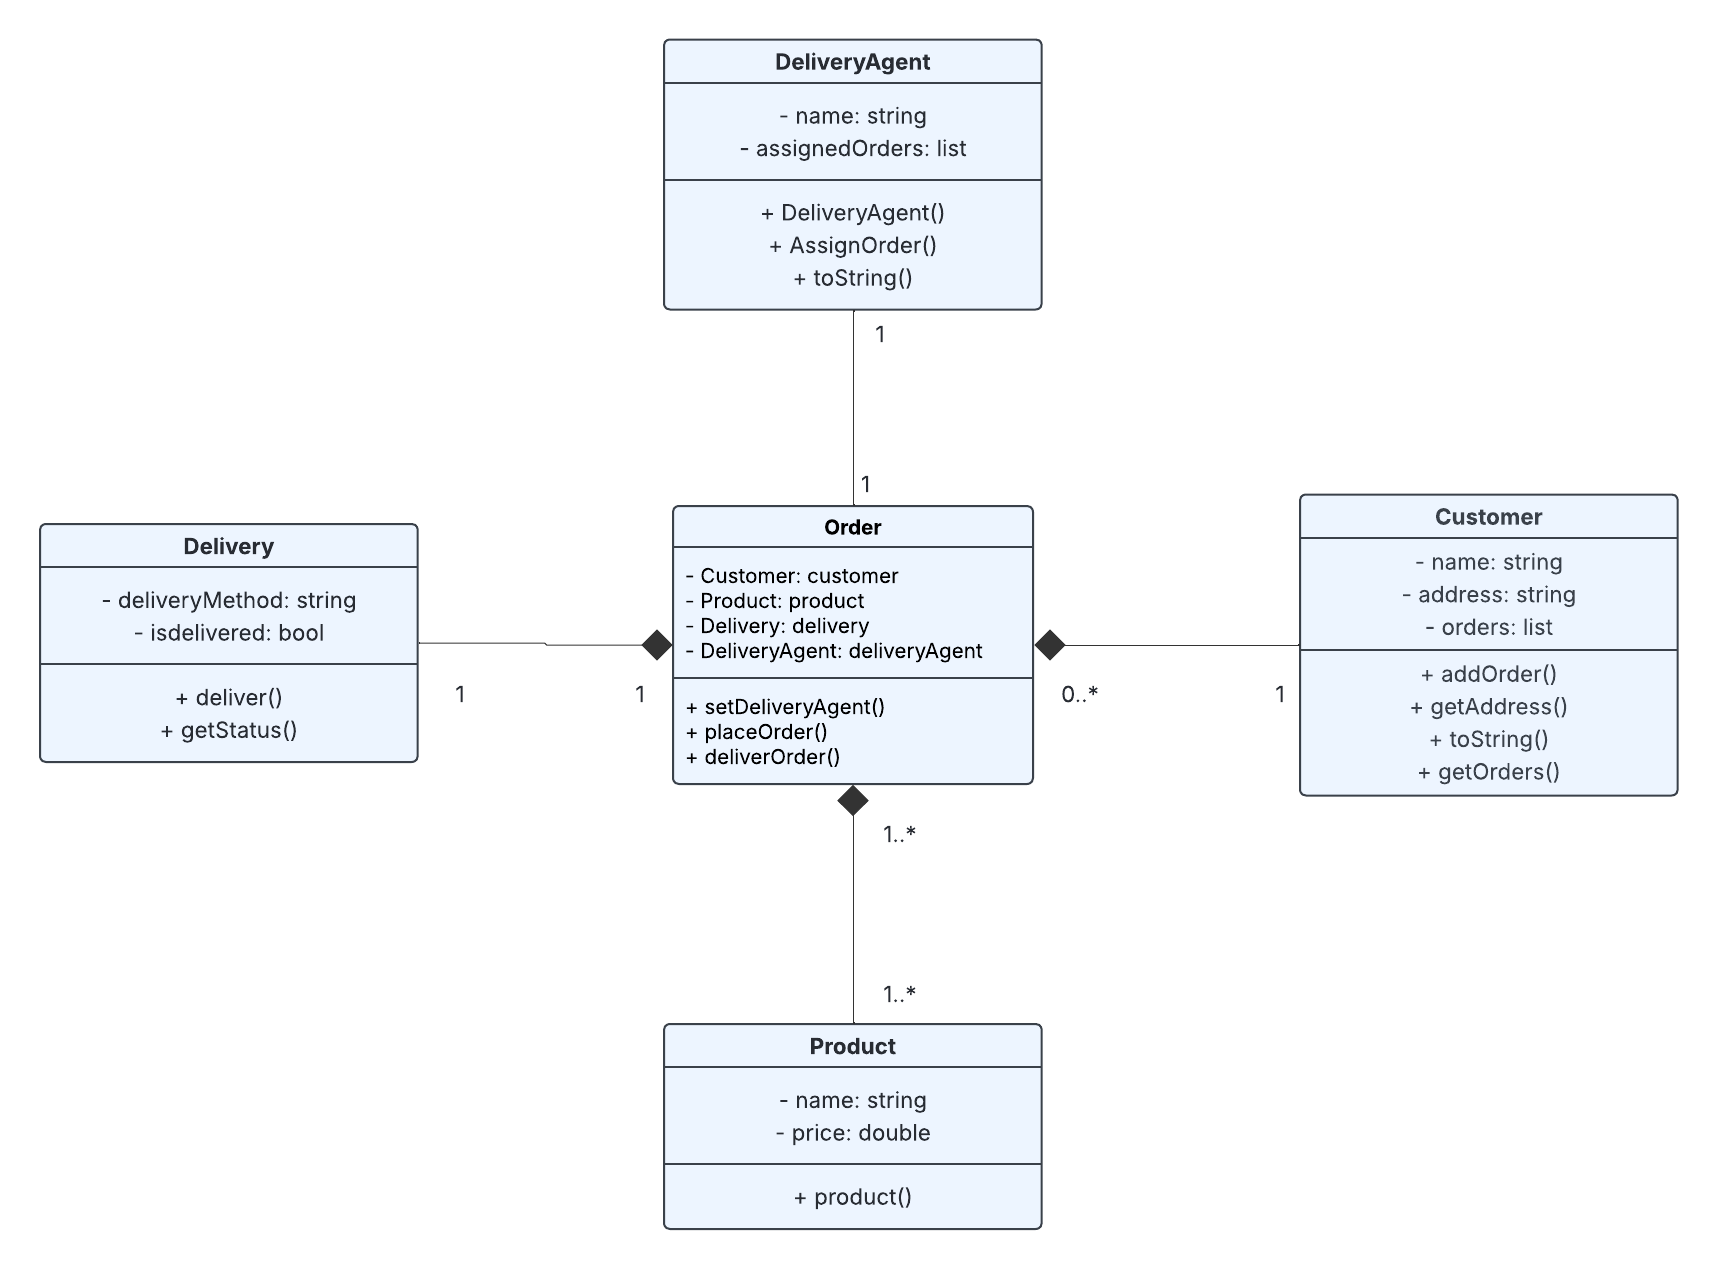 DeliveryAgent
- name: string
- assignedOrders: list
+ DeliveryAgent()
+ AssignOrder()
+ toString()
1
1
Delivery
- deliveryMethod: string
- isdelivered: bool
+ deliver()
+ getStatus()
1
1
Order
- Customer: customer
- Product: product
- Delivery: delivery
- DeliveryAgent: deliveryAgent
+ setDeliveryAgent()
+ placeOrder()
+ deliverOrder()
0..*
1
Customer
- name: string
- address: string
- orders: list
+ addOrder()
+ getAddress()
+ toString()
+ getOrders()
1..*
1..*
Product
- name: string
- price: double
+ product()